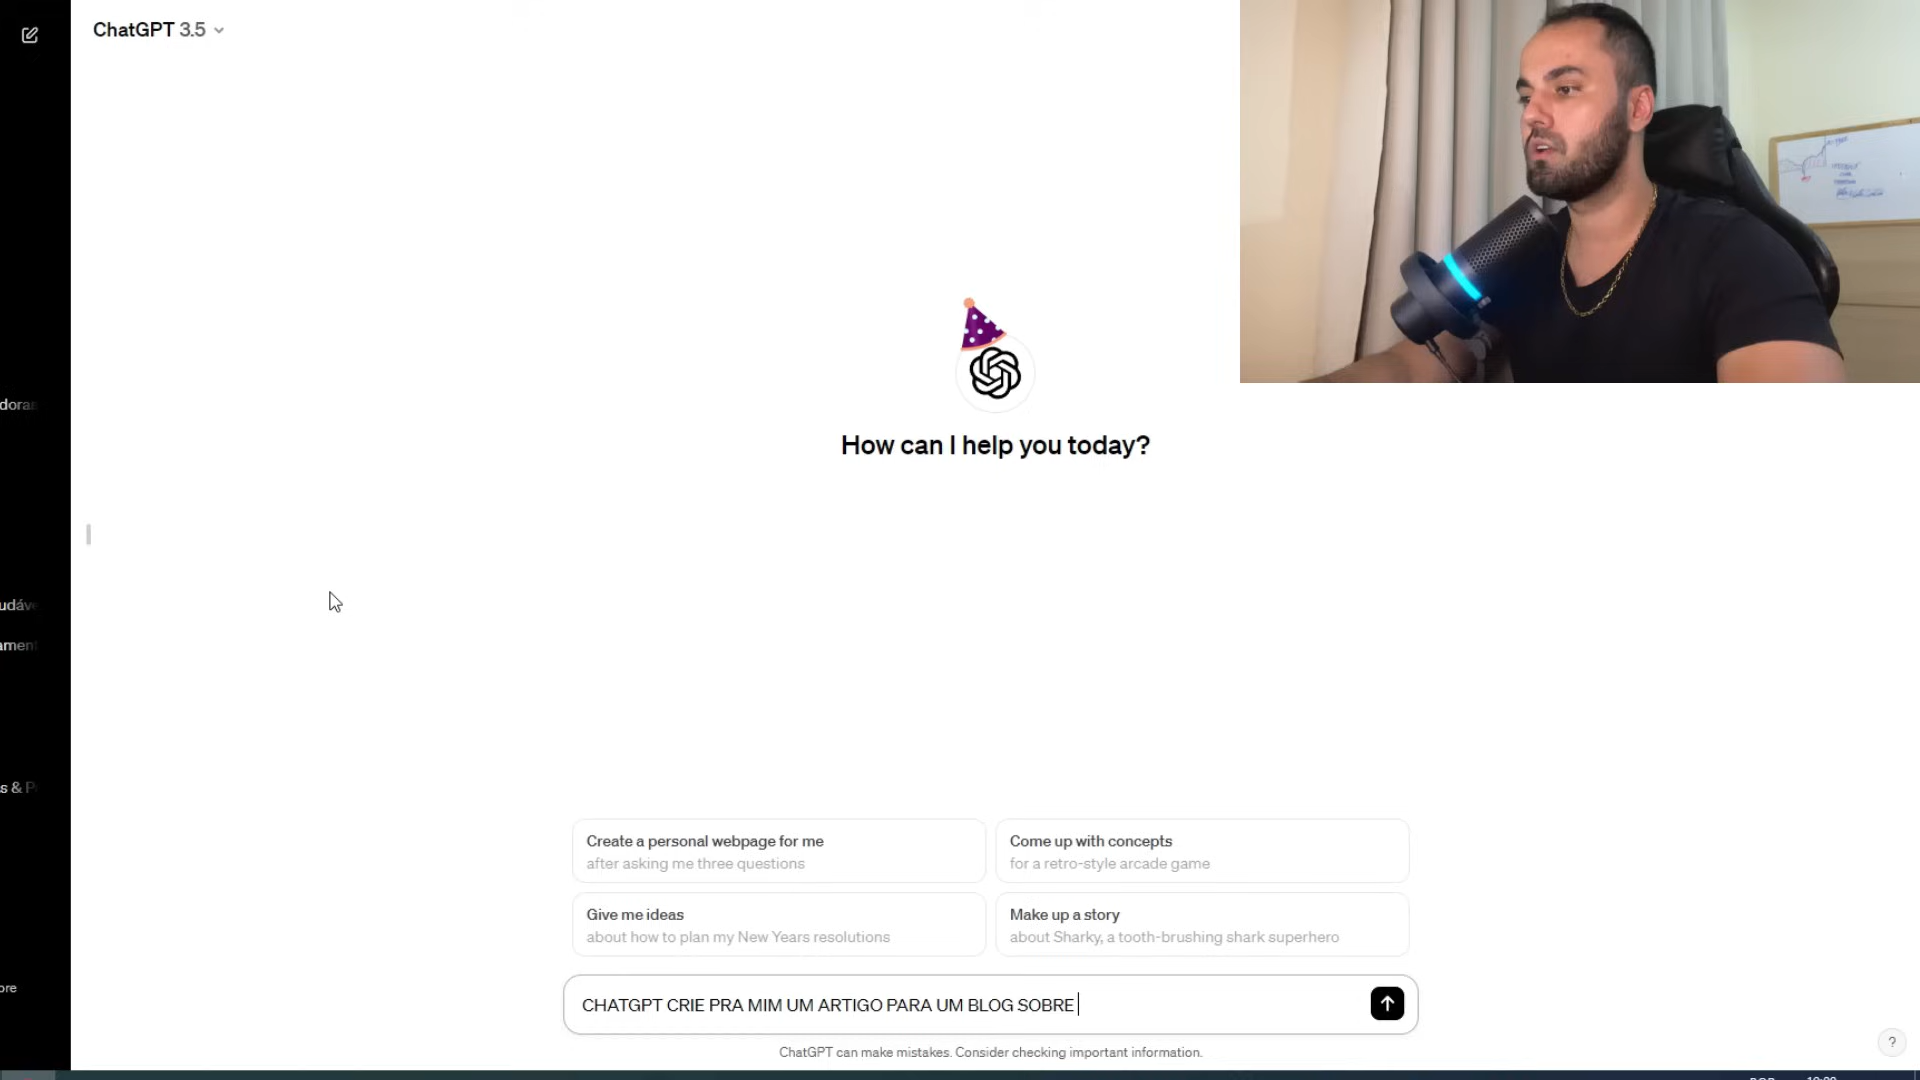 ChatGPT 3.5
How can I help you today?
Create a personal webpage for me
after asking me three questions
Come up with concepts
for a retro-style arcade game
Give me ideas
about how to plan my New Years resolutions
Make up a story
about Sharky, a tooth-brushing shark superhero
CHATGPT CRIE PRA MIM UM ARTIGO PARA UM BLOG SOBRE
ChatGPT can make mistakes. Consider checking important information.
?